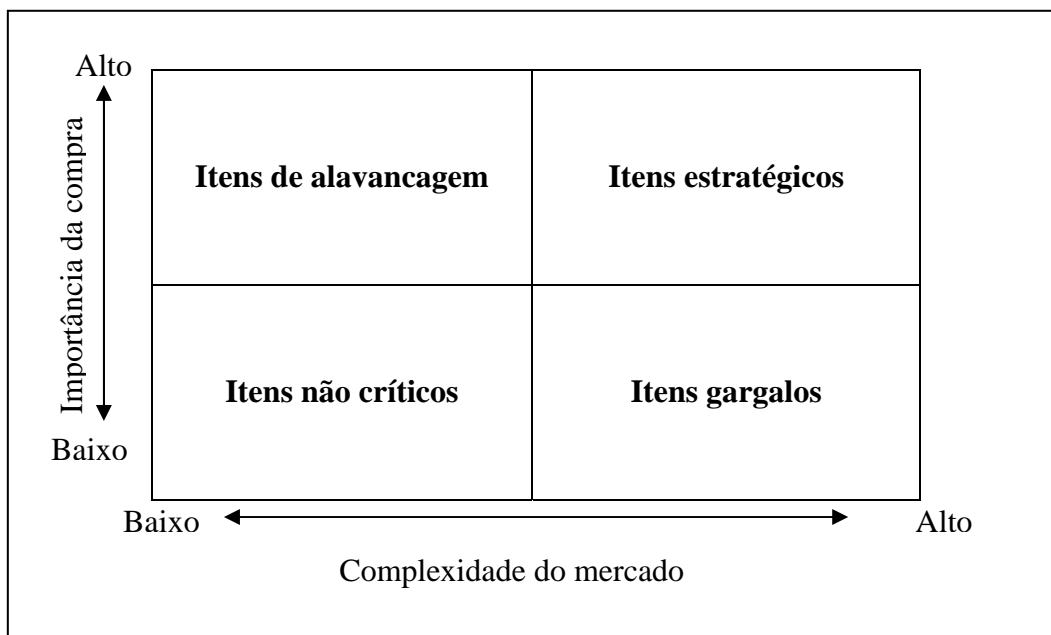 Alto
Importância da compra
Itens de alavancagem
Itens estratégicos
Itens não críticos
Itens gargalos
Baixo
Baixo
Alto
Complexidade do mercado